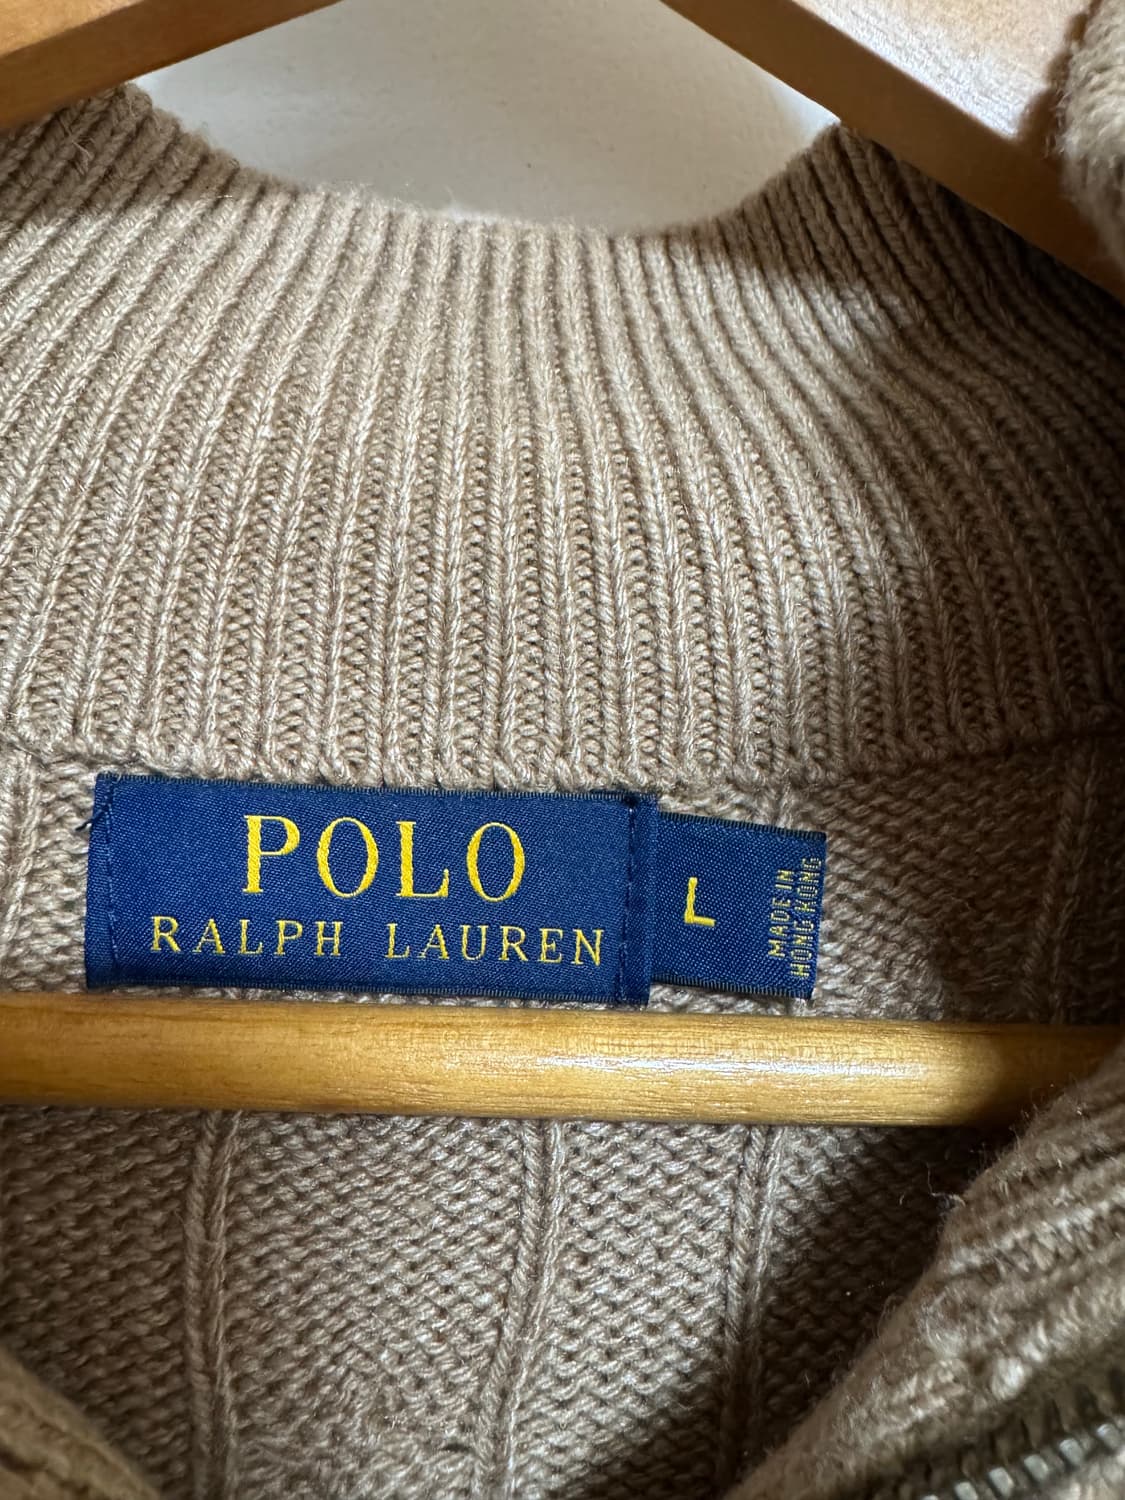 POLO
RALPH LAUREN
L
MADE IN
HONG KONG